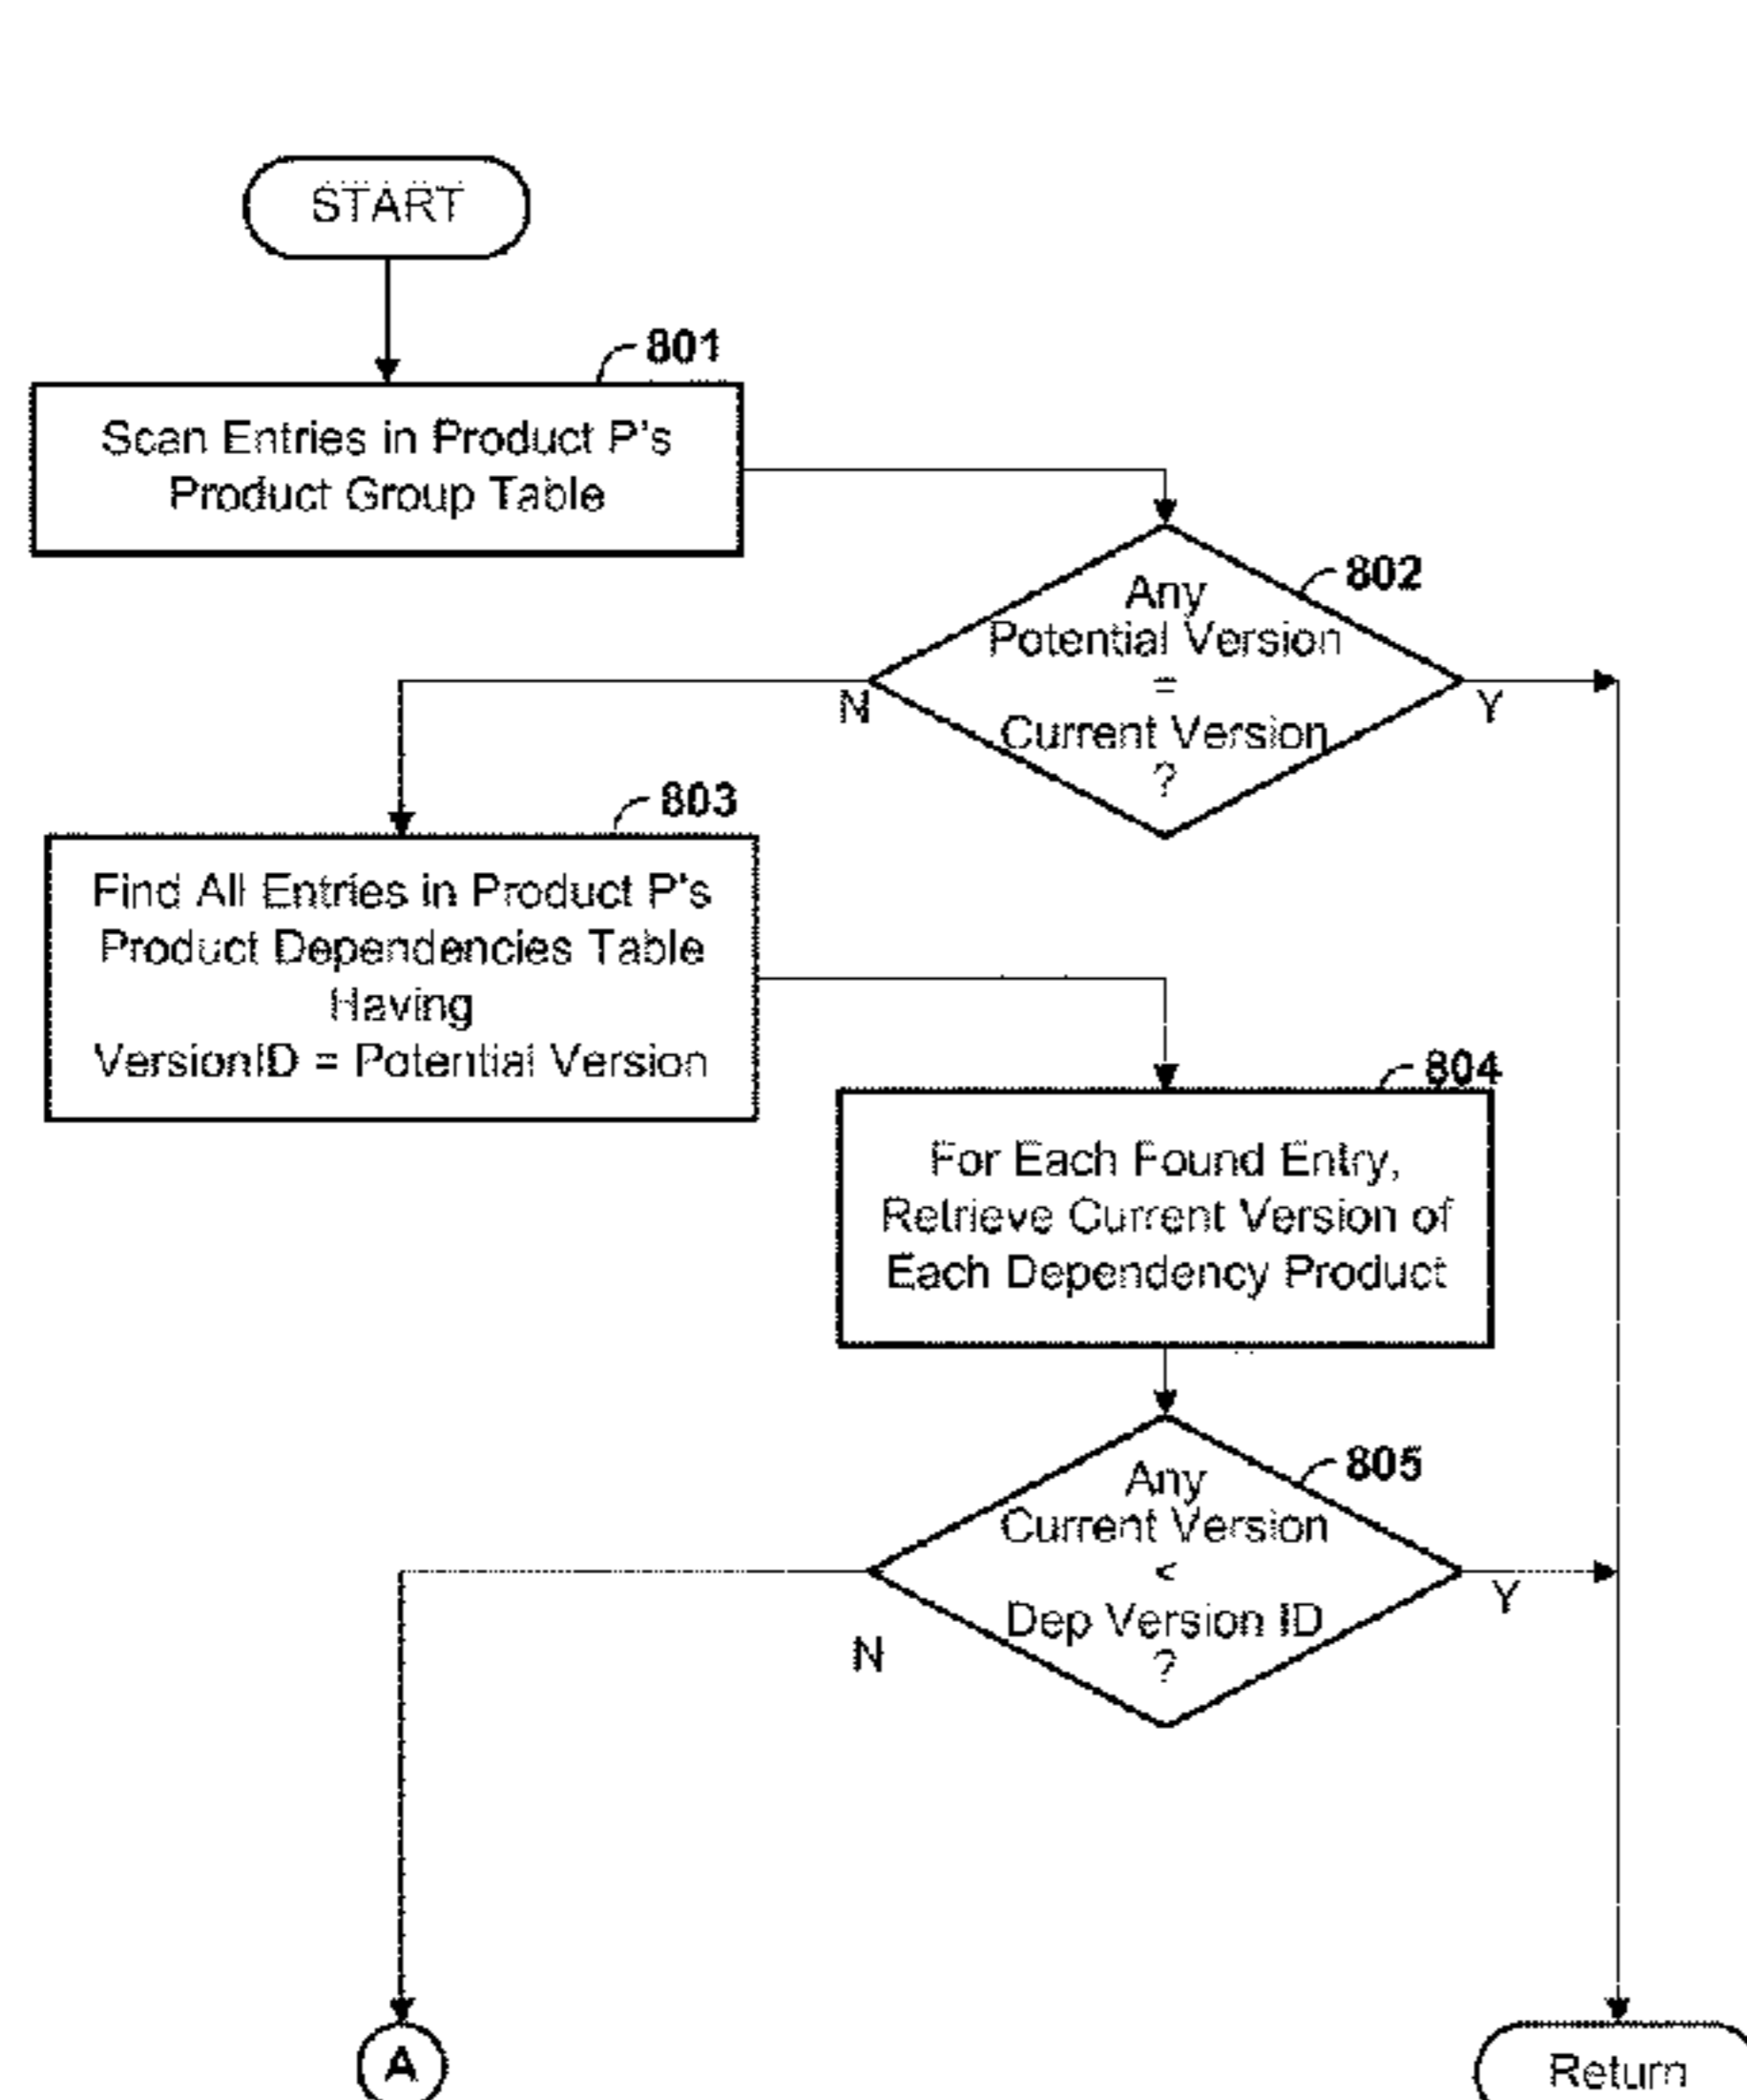 START
801
Scan Entries in Product P's
Product Group Table
802
Any
Potential Version
=
Current Version
?
N
Y
803
Find All Entries in Product P's
Product Dependencies Table
Having
VersionID = Potential Version
804
For Each Found Entry,
Retrieve Current Version of
Each Dependency Product
805
Any
Current Version
<
Dep Version ID
?
Y
N
A
Return